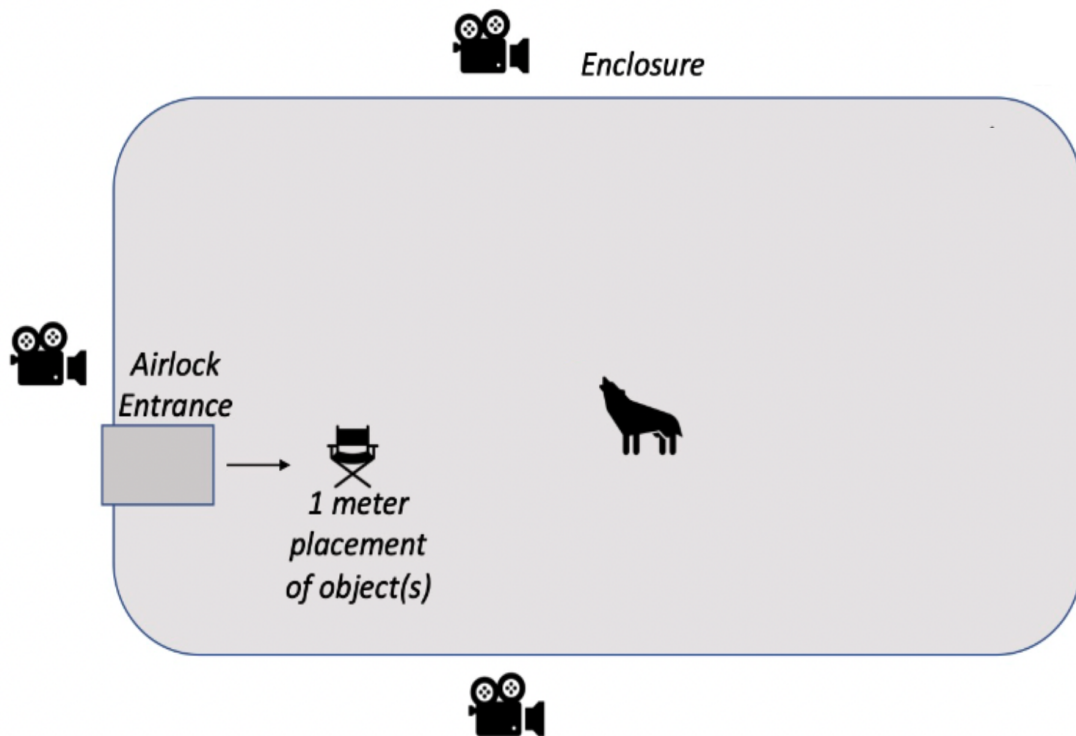 Enclosure
Airlock
Entrance
1 meter
placement
of object(s)